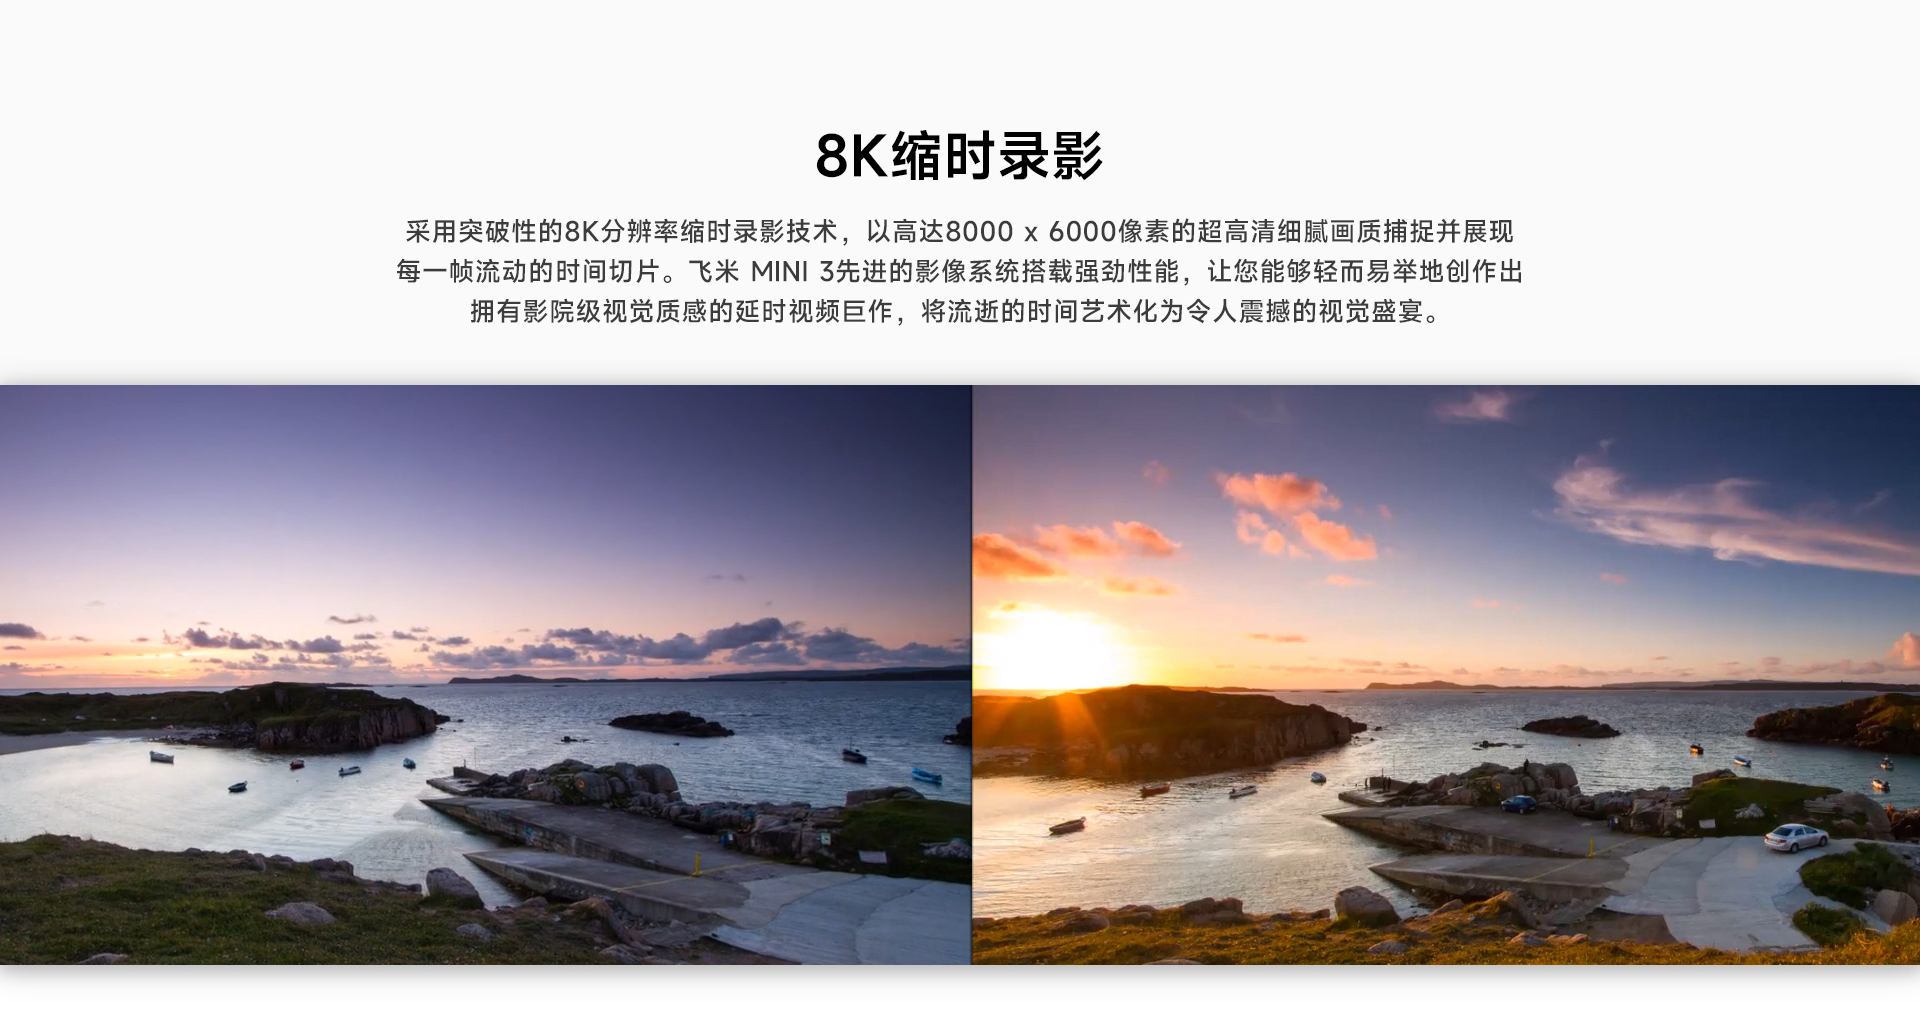 8K缩时录影
采用突破性的8K分辨率缩时录影技术，以高达8000 x 6000像素的超高清细腻画质捕捉并展现
每一帧流动的时间切片。飞米 MINI 3先进的影像系统搭载强劲性能，让您能够轻而易举地创作出
拥有影院级视觉质感的延时视频巨作，将流逝的时间艺术化为令人震撼的视觉盛宴。